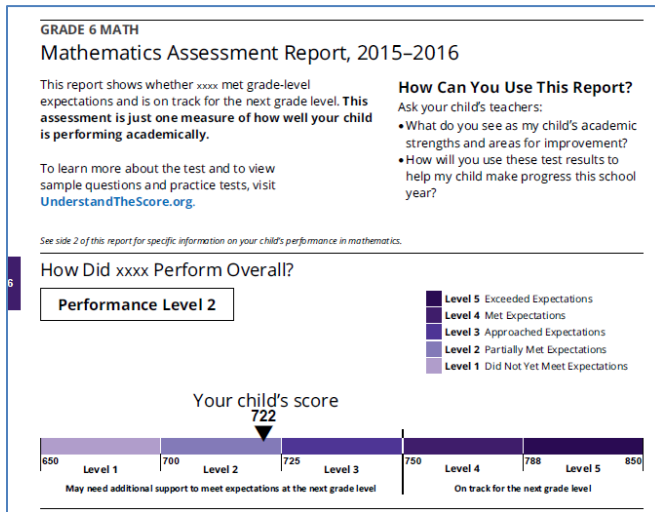 GRADE 6 MATH
Mathematics Assessment Report, 2015–2016
This report shows whether xxxx met grade-level
expectations and is on track for the next grade level. This
assessment is just one measure of how well your child
is performing academically.
To learn more about the test and to view
sample questions and practice tests, visit
UnderstandTheScore.org.
How Can You Use This Report?
Ask your child's teachers:
• What do you see as my child's academic
strengths and areas for improvement?
• How will you use these test results to
help my child make progress this school
year?
See side 2 of this report for specific information on your child's performance in mathematics.
6
How Did xxxx Perform Overall?
Performance Level 2
Level 5 Exceeded Expectations
Level 4 Met Expectations
Level 3 Approached Expectations
Level 2 Partially Met Expectations
Level 1 Did Not Yet Meet Expectations
Your child's score
722
650 700 725 750 788 850
Level 1 Level 2 Level 3 Level 4 Level 5
May need additional support to meet expectations at the next grade level On track for the next grade level